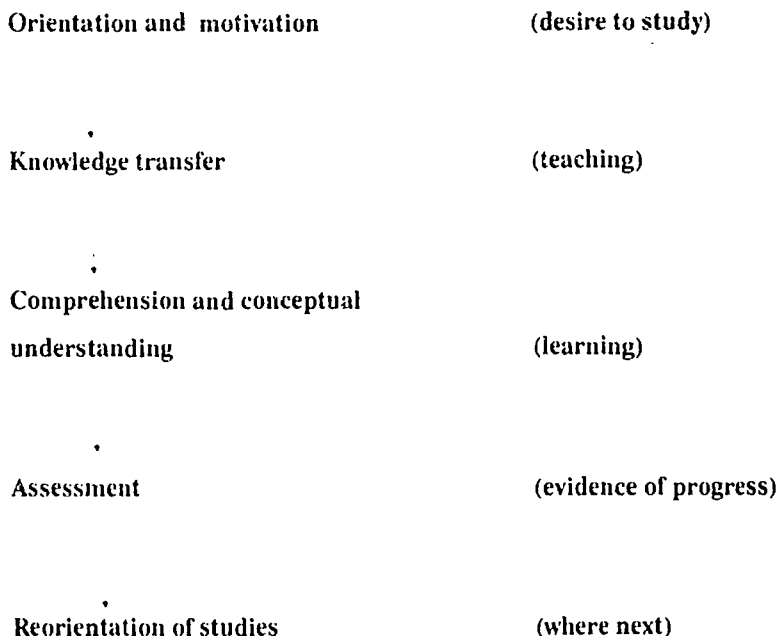 Orientation and motivation (desire to study)
Knowledge transfer (teaching)
Comprehension and conceptual
understanding (learning)
Assessment (evidence of progress)
Reorientation of studies (where next)